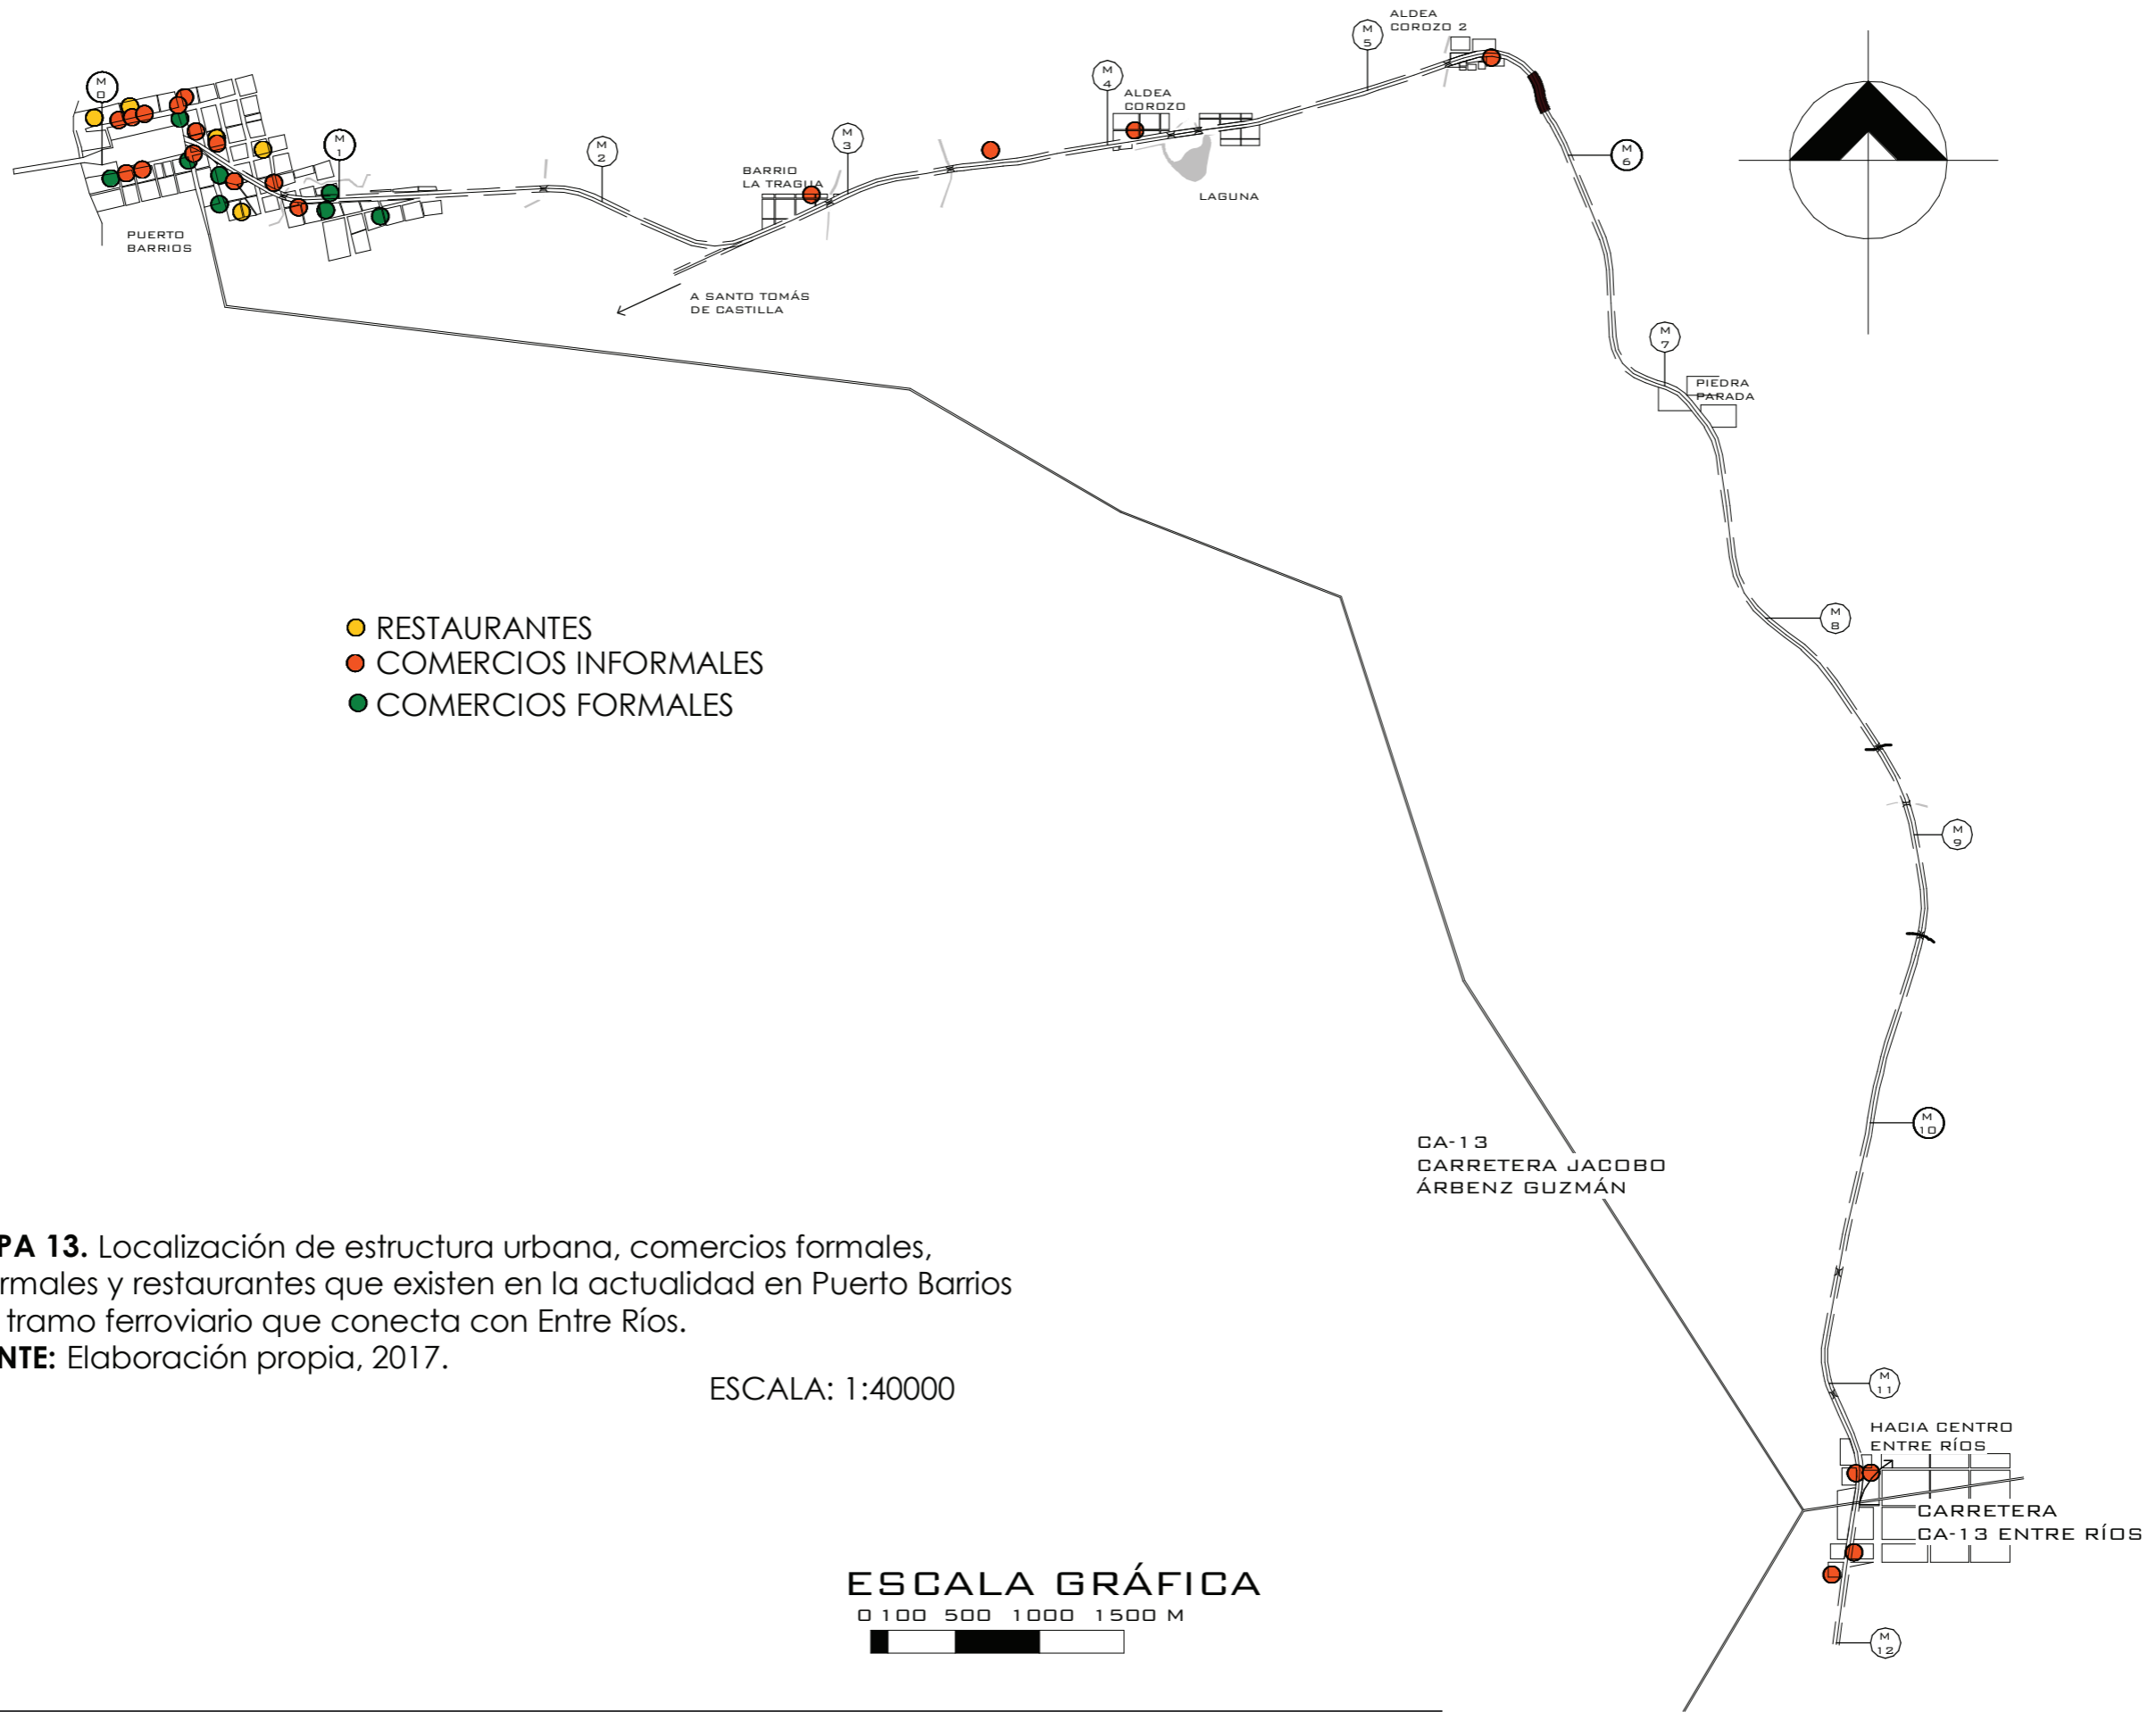 ALDEA
COROZO 2
M
5
M
0
M
4
ALDEA
COROZO
M
1
M
2
M
3
M
6
BARRIO
LA TRAGUA
LAGUNA
PUERTO
BARRIOS
A SANTO TOMÁS
DE CASTILLA
M
7
PIEDRA
PARADA
M
8
RESTAURANTES
COMERCIOS INFORMALES
COMERCIOS FORMALES
M
9
M
10
CA-13
CARRETERA JACOBO
ÁRBENZ GUZMÁN
PA 13. Localización de estructura urbana, comercios formales,
rmales y restaurantes que existen en la actualidad en Puerto Barrios
tramo ferroviario que conecta con Entre Ríos.
NTE: Elaboración propia, 2017.
ESCALA: 1:40000
M
11
HACIA CENTRO
ENTRE RÍOS
CARRETERA
CA-13 ENTRE RÍOS
ESCALA GRÁFICA
0 100 500 1000 1500 M
M
12